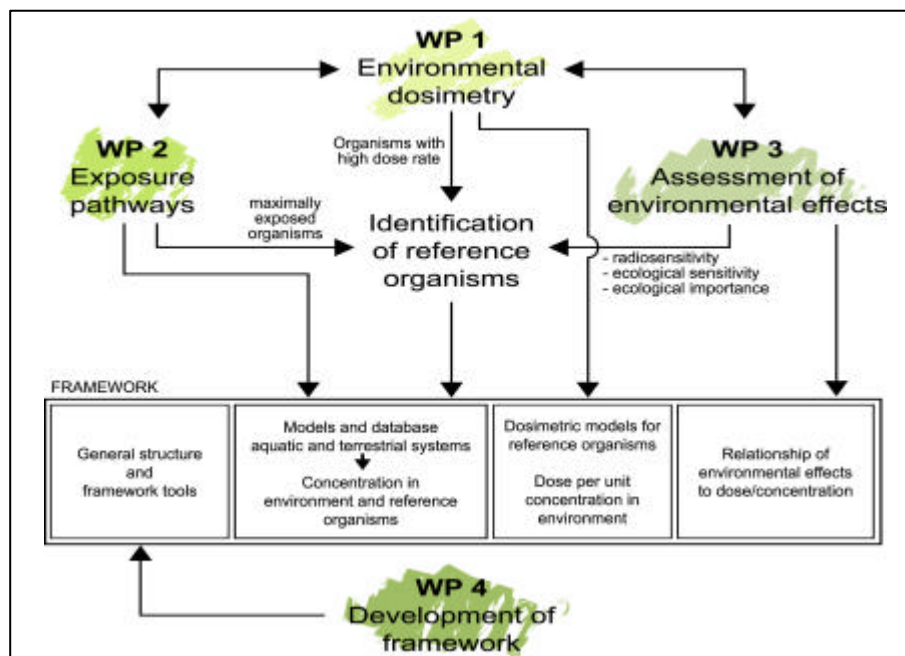 WP 1
Environmental
dosimetry
WP 2
Exposure
pathways
Organisms with
high dose rate
WP 3
Assessment of
environmental effects
maximally
exposed
organisms
Identification
of reference
organisms
- radiosensitivity
- ecological sensitivity
- ecological importance
FRAMEWORK
General structure
and
framework tools
Models and database
aquatic and terrestrial systems
Concentration in
environment and reference
organisms
Dosimetric models for
reference organisms
Dose per unit
concentration in
environment
Relationship of
environmental effects
to dose/concentration
WP 4
Development of
framework